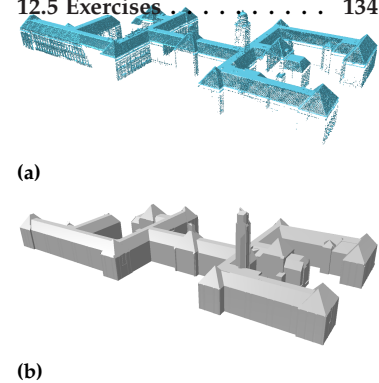 12.5 Exercises . . . . . . . . . . . 134
(a)
(b)